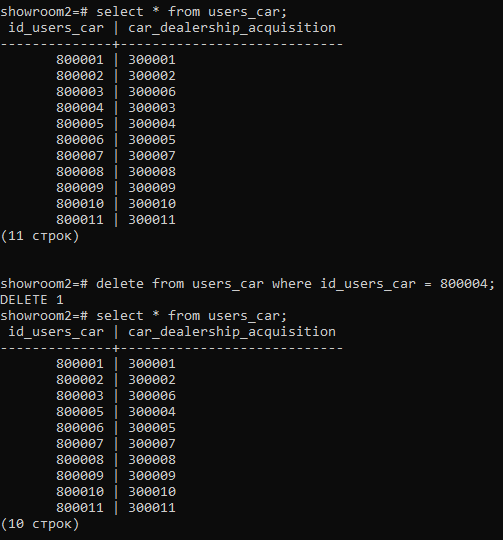 showroom2=# select * from users_car;
 id_users_car | car_dealership_acquisition
--------------+----------------------------
       800001 | 300001
       800002 | 300002
       800003 | 300006
       800004 | 300003
       800005 | 300004
       800006 | 300005
       800007 | 300007
       800008 | 300008
       800009 | 300009
       800010 | 300010
       800011 | 300011
(11 строк)
showroom2=# delete from users_car where id_users_car = 800004;
DELETE 1
showroom2=# select * from users_car;
 id_users_car | car_dealership_acquisition
--------------+----------------------------
       800001 | 300001
       800002 | 300002
       800003 | 300006
       800005 | 300004
       800006 | 300005
       800007 | 300007
       800008 | 300008
       800009 | 300009
       800010 | 300010
       800011 | 300011
(10 строк)